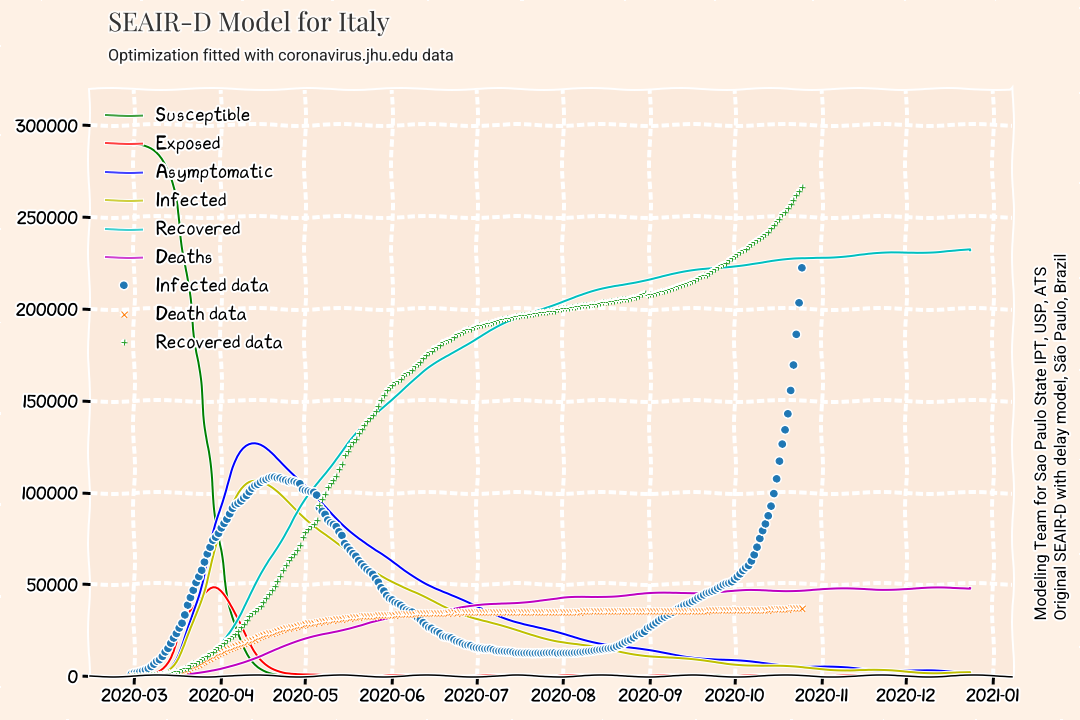 SEAIR-D Model for Italy
Optimization fitted with coronavirus.jhu.edu data
Susceptible
Exposed
Asymptomatic
Infected
Recovered
Deaths
Infected data
Death data
Recovered data
300000
250000
200000
150000
100000
50000
0
2020-03 2020-04 2020-05 2020-06 2020-07 2020-08 2020-09 2020-10 2020-11 2020-12 2021-01
Modeling Team for Sao Paulo State IPT, USP, ATS
Original SEAIR-D with delay model, São Paulo, Brazil